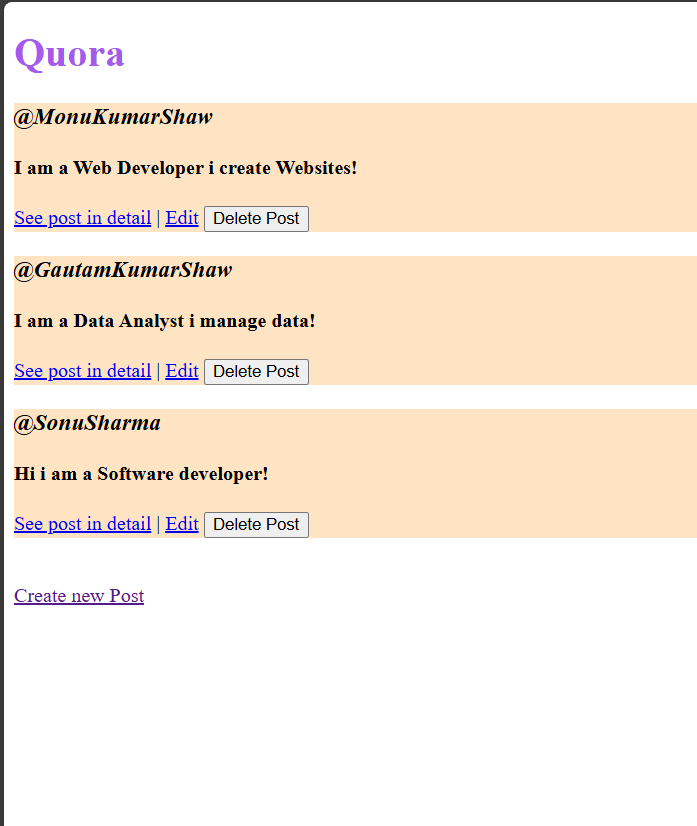 Quora
@MonuKumarShaw
I am a Web Developer i create Websites!
See post in detail | Edit Delete Post
@GautamKumarShaw
I am a Data Analyst i manage data!
See post in detail | Edit Delete Post
@SonuSharma
Hi i am a Software developer!
See post in detail | Edit Delete Post
Create new Post